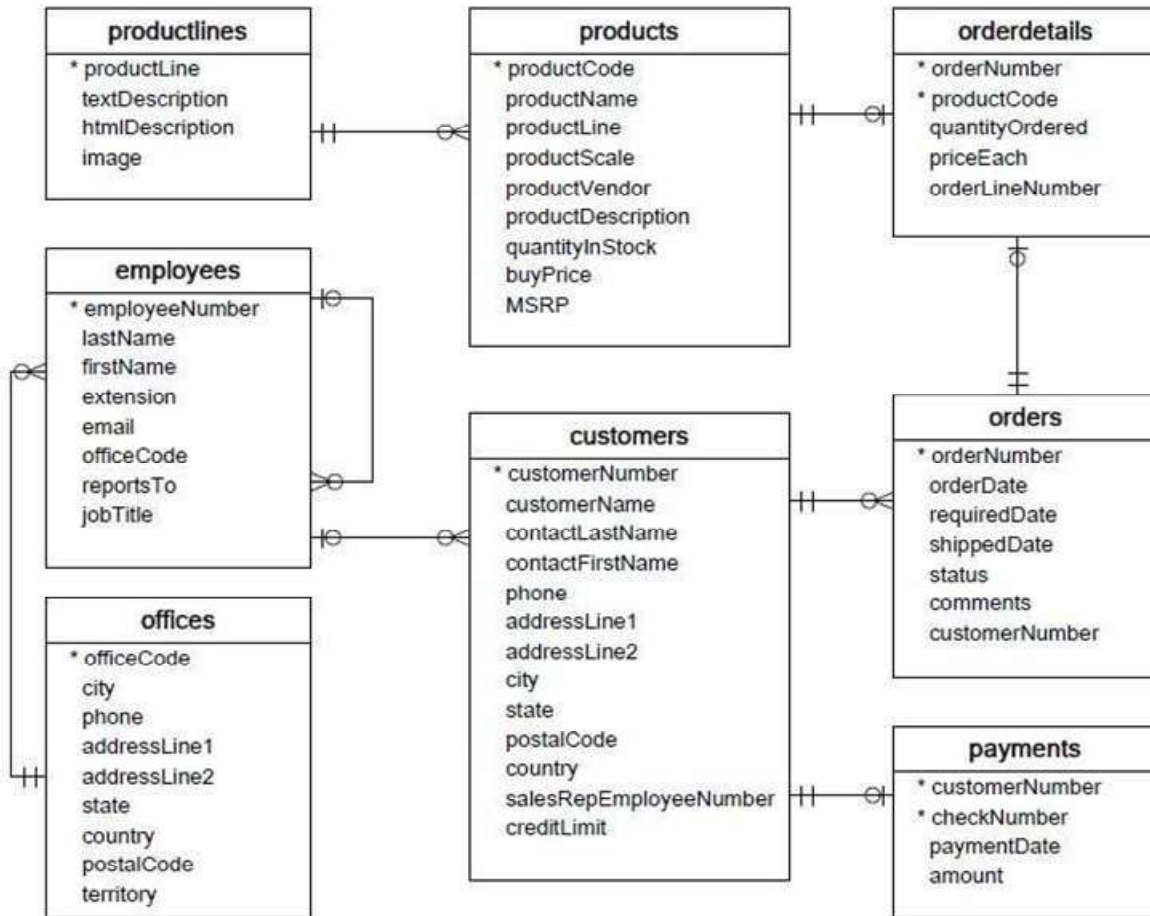 productlines
* productLine
textDescription
htmlDescription
image
products
* productCode
productName
productLine
productScale
productVendor
productDescription
quantityInStock
buyPrice
MSRP
orderdetails
* orderNumber
* productCode
quantityOrdered
priceEach
orderLineNumber
employees
* employeeNumber
lastName
firstName
extension
email
officeCode
reportsTo
jobTitle
customers
* customerNumber
customerName
contactLastName
contactFirstName
phone
addressLine1
addressLine2
city
state
postalCode
country
salesRepEmployeeNumber
creditLimit
orders
* orderNumber
orderDate
requiredDate
shippedDate
status
comments
customerNumber
offices
* officeCode
city
phone
addressLine1
addressLine2
state
country
postalCode
territory
payments
* customerNumber
* checkNumber
paymentDate
amount